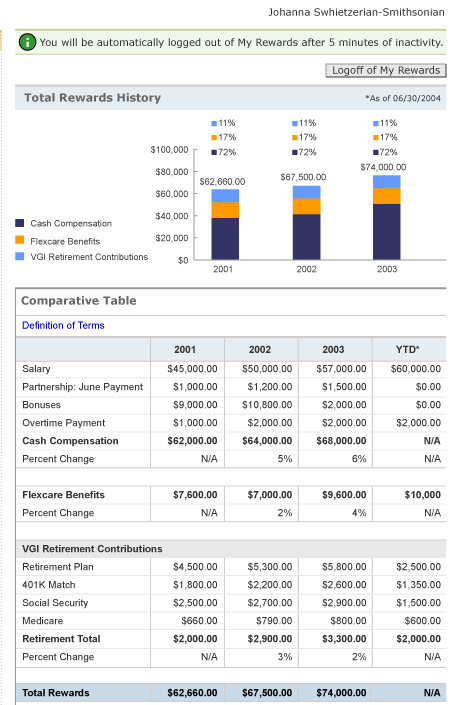 Johanna Swhietzerian-Smithsonian
You will be automatically logged out of My Rewards after 5 minutes of inactivity.
Logoff of My Rewards
Total Rewards History *As of 06/30/2004
11% 11% 11%
17% 17% 17%
72% 72% 72%
$100,000
$80,000
$60,000
$40,000
$20,000
$0
$62,660.00 $67,500.00 $74,000.00
Cash Compensation
Flexcare Benefits
VGI Retirement Contributions
2001 2002 2003
Comparative Table
Definition of Terms
2001 2002 2003 YTD*
Salary $45,000.00 $50,000.00 $57,000.00 $60,000.00
Partnership: June Payment $1,000.00 $1,200.00 $1,500.00 $0.00
Bonuses $9,000.00 $10,800.00 $2,000.00 $0.00
Overtime Payment $1,000.00 $2,000.00 $2,000.00 $2,000.00
Cash Compensation $62,000.00 $64,000.00 $68,000.00 N/A
Percent Change N/A 5% 6% N/A
Flexcare Benefits $7,600.00 $7,000.00 $9,600.00 $10,000
Percent Change N/A 2% 4% N/A
VGI Retirement Contributions
Retirement Plan $4,500.00 $5,300.00 $5,800.00 $2,500.00
401K Match $1,800.00 $2,200.00 $2,600.00 $1,350.00
Social Security $2,500.00 $2,700.00 $2,900.00 $1,500.00
Medicare $660.00 $790.00 $800.00 $600.00
Retirement Total $2,000.00 $2,900.00 $3,300.00 $2,000.00
Percent Change N/A 3% 2% N/A
Total Rewards $62,660.00 $67,500.00 $74,000.00 N/A